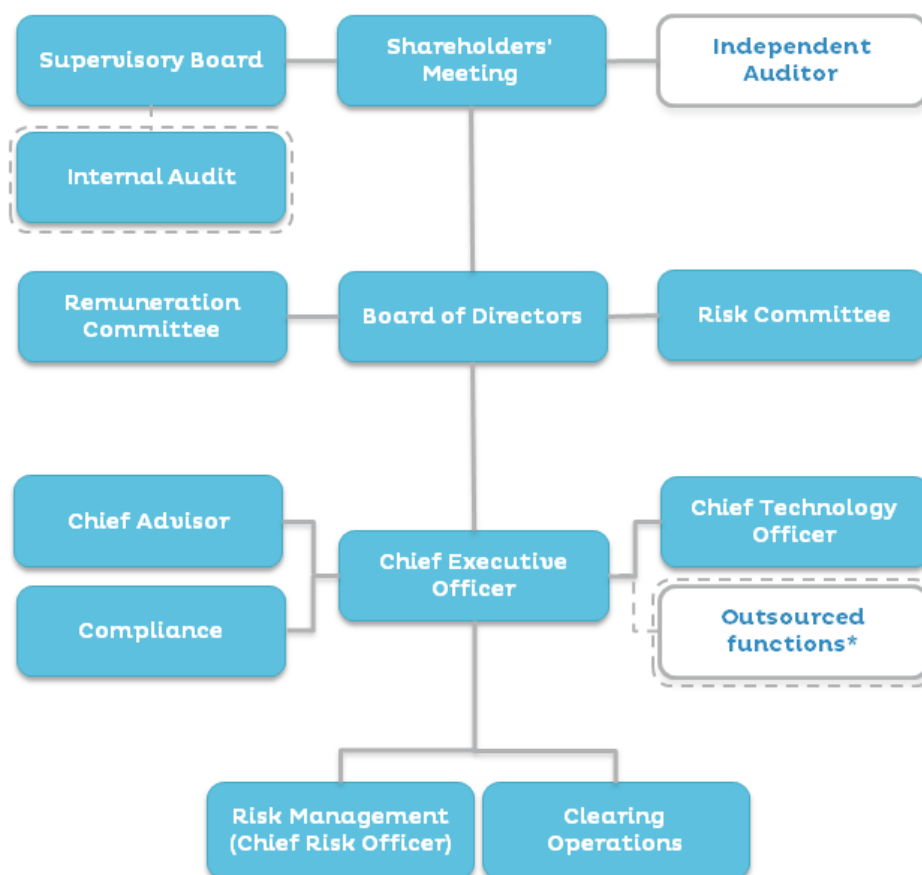 Supervisory Board
Shareholders'
Meeting
Independent
Auditor
Internal Audit
Remuneration
Committee
Board of Directors
Risk Committee
Chief Advisor
Chief Executive
Officer
Chief Technology
Officer
Compliance
Outsourced
functions*
Risk Management
(Chief Risk Officer)
Clearing
Operations